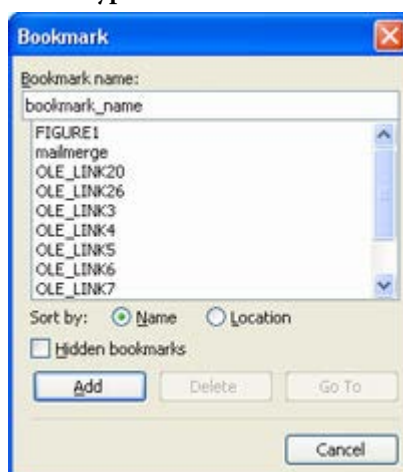 Bookmark
Bookmark name:
bookmark_name
FIGURE1
mailmerge
OLE_LINK20
OLE_LINK26
OLE_LINK3
OLE_LINK4
OLE_LINK5
OLE_LINK6
OLE_LINK7
Sort by: Name Location
Hidden bookmarks
Add Delete Go To
Cancel